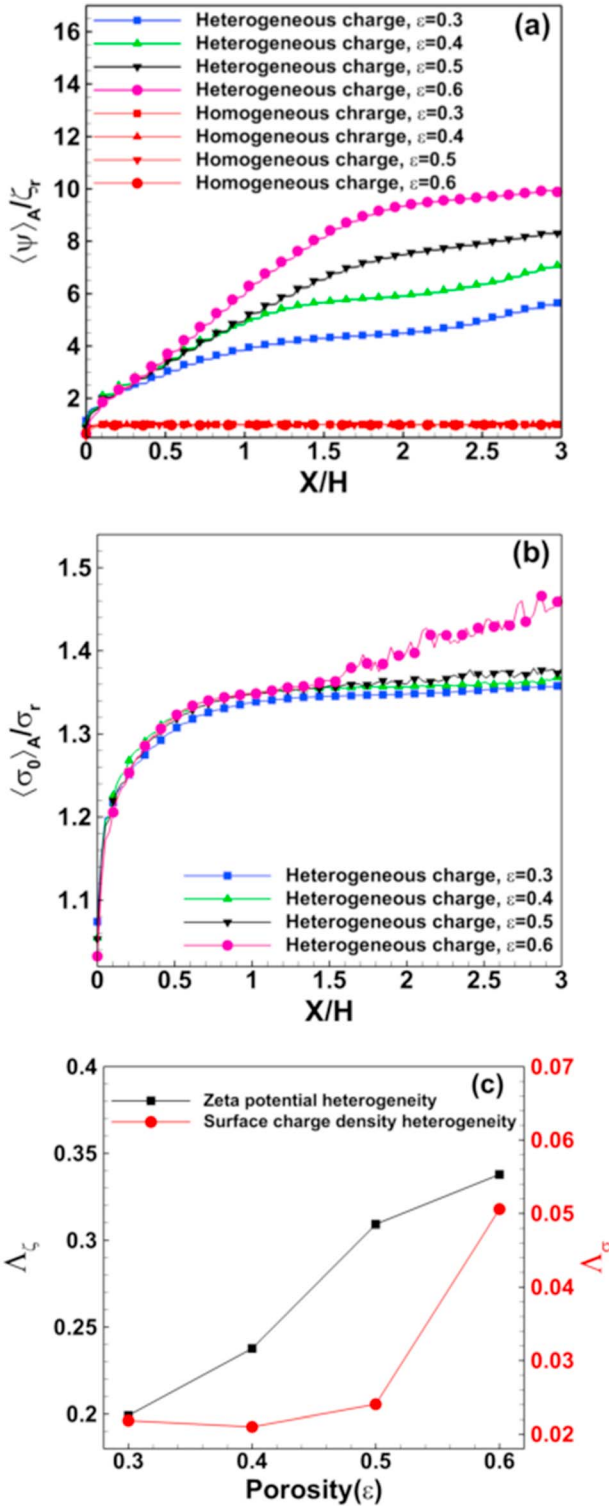 (a)
Heterogeneous charge, ε=0.3
Heterogeneous charge, ε=0.4
Heterogeneous charge, ε=0.5
Heterogeneous charge, ε=0.6
Homogeneous chrarge, ε=0.3
Homogeneous chrarge, ε=0.4
Homogeneous charge, ε=0.5
Homogeneous charge, ε=0.6
16
14
12
10
8
6
4
2
⟨ψ⟩A/ζr
0 0.5 1 1.5 2 2.5 3
X/H
(b)
1.5
1.4
1.3
1.2
1.1
⟨σ0⟩A/σr
Heterogeneous charge, ε=0.3
Heterogeneous charge, ε=0.4
Heterogeneous charge, ε=0.5
Heterogeneous charge, ε=0.6
0 0.5 1 1.5 2 2.5 3
X/H
(c)
Zeta potential heterogeneity
Surface charge density heterogeneity
0.4
0.35
0.3
0.25
0.2
Λζ
0.07
0.06
0.05
0.04
0.03
0.02
Λσ
0.3 0.4 0.5 0.6
Porosity(ε)